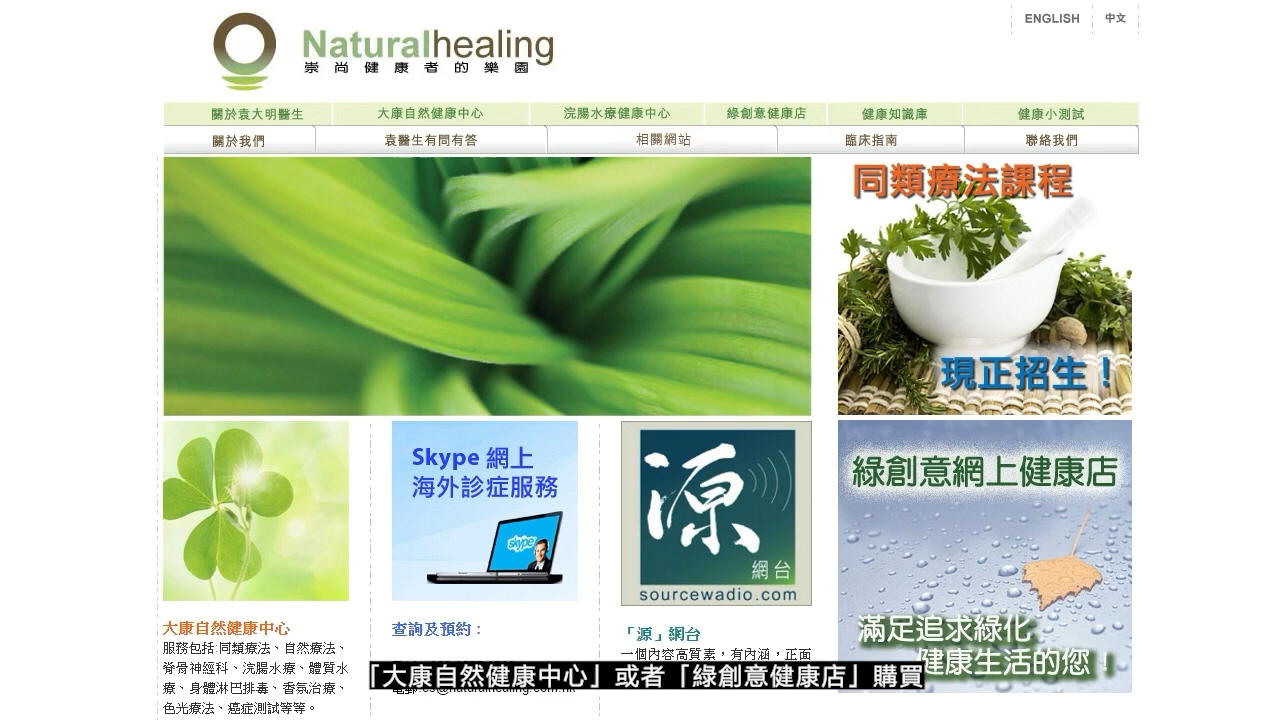 ENGLISH 中文
Naturalhealing
崇尚健康者的樂園
關於袁大明醫生 大康自然健康中心 浣腸水療健康中心 綠創意健康店 健康知識庫 健康小測試
關於我們 袁醫生有問有答 相關網站 臨床指南 聯絡我們
同類療法課程
現正招生！
Skype 網上
海外診症服務
skype
源
網台
sourcewadio.com
綠創意網上健康店
滿足追求綠化
健康生活的您！
大康自然健康中心
服務包括:同類療法、自然療法、
脊骨神經科、浣腸水療、體質水
療、身體淋巴排毒、香氛治療、
色光療法、癌症測試等等。
查詢及預約：
「源」網台
一個內容高質素，有內涵，正面
「大康自然健康中心」或者「綠創意健康店」購買